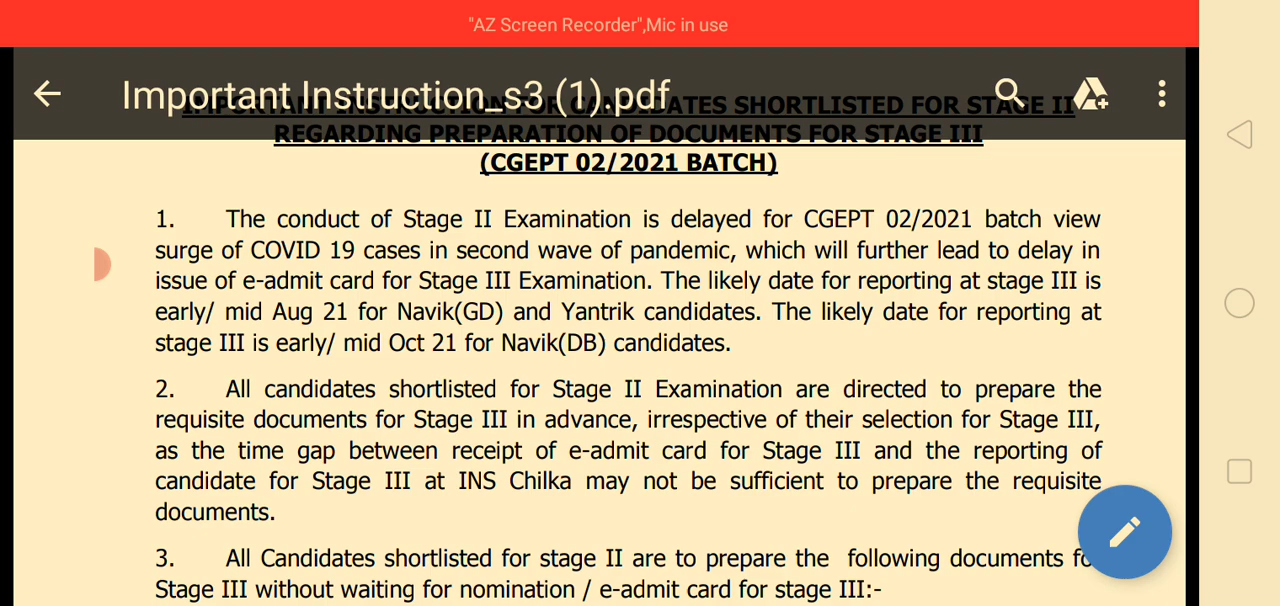 "AZ Screen Recorder",Mic in use
Important Instruction_s3 (1).pdf
CANDIDATES SHORTLISTED FOR STAGE II
REGARDING PREPARATION OF DOCUMENTS FOR STAGE III
(CGEPT 02/2021 BATCH)
1. The conduct of Stage II Examination is delayed for CGEPT 02/2021 batch view
surge of COVID 19 cases in second wave of pandemic, which will further lead to delay in
issue of e-admit card for Stage III Examination. The likely date for reporting at stage III is
early/ mid Aug 21 for Navik(GD) and Yantrik candidates. The likely date for reporting at
stage III is early/ mid Oct 21 for Navik(DB) candidates.
2. All candidates shortlisted for Stage II Examination are directed to prepare the
requisite documents for Stage III in advance, irrespective of their selection for Stage III,
as the time gap between receipt of e-admit card for Stage III and the reporting of
candidate for Stage III at INS Chilka may not be sufficient to prepare the requisite
documents.
3. All Candidates shortlisted for stage II are to prepare the following documents
Stage III without waiting for nomination / e-admit card for stage III:-